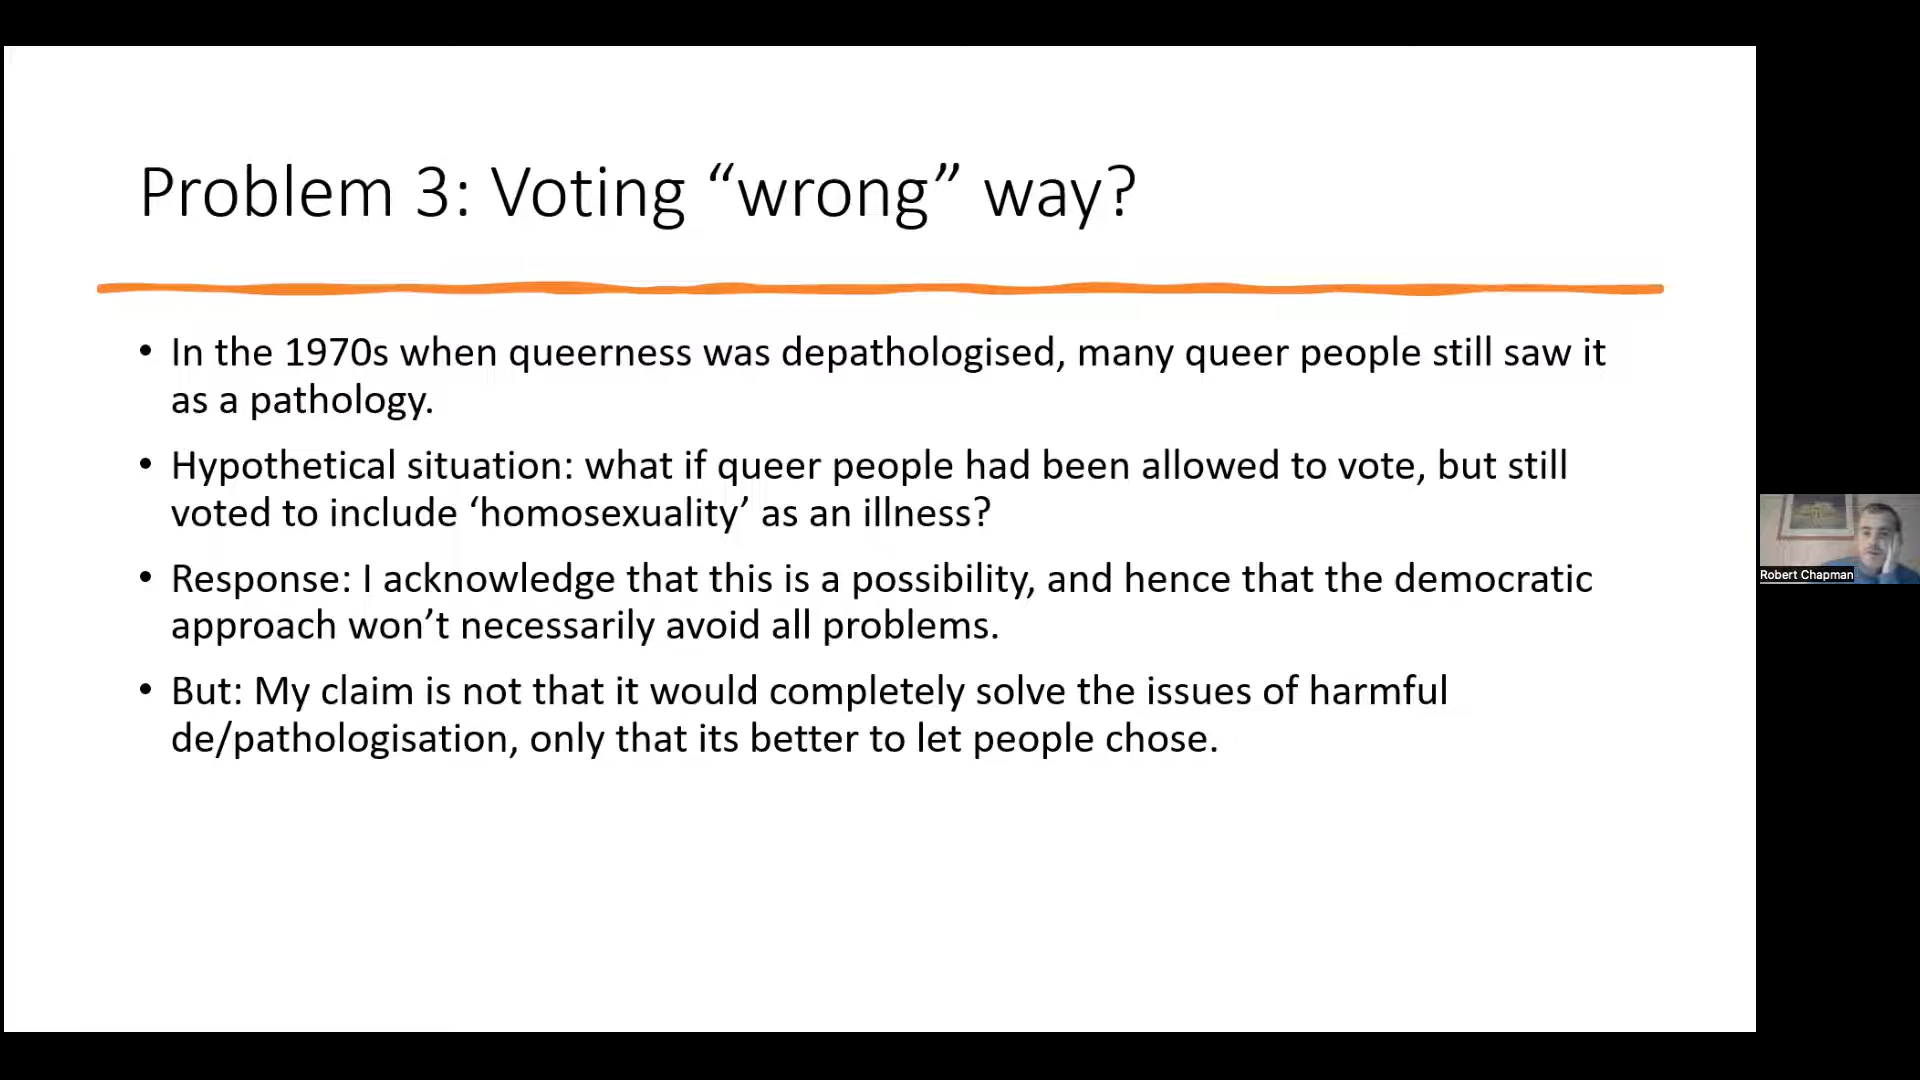 Problem 3: Voting “wrong” way?
• In the 1970s when queerness was depathologised, many queer people still saw it
as a pathology.
• Hypothetical situation: what if queer people had been allowed to vote, but still
voted to include ‘homosexuality’ as an illness?
• Response: I acknowledge that this is a possibility, and hence that the democratic
approach won’t necessarily avoid all problems.
• But: My claim is not that it would completely solve the issues of harmful
de/pathologisation, only that its better to let people chose.
Robert Chapman